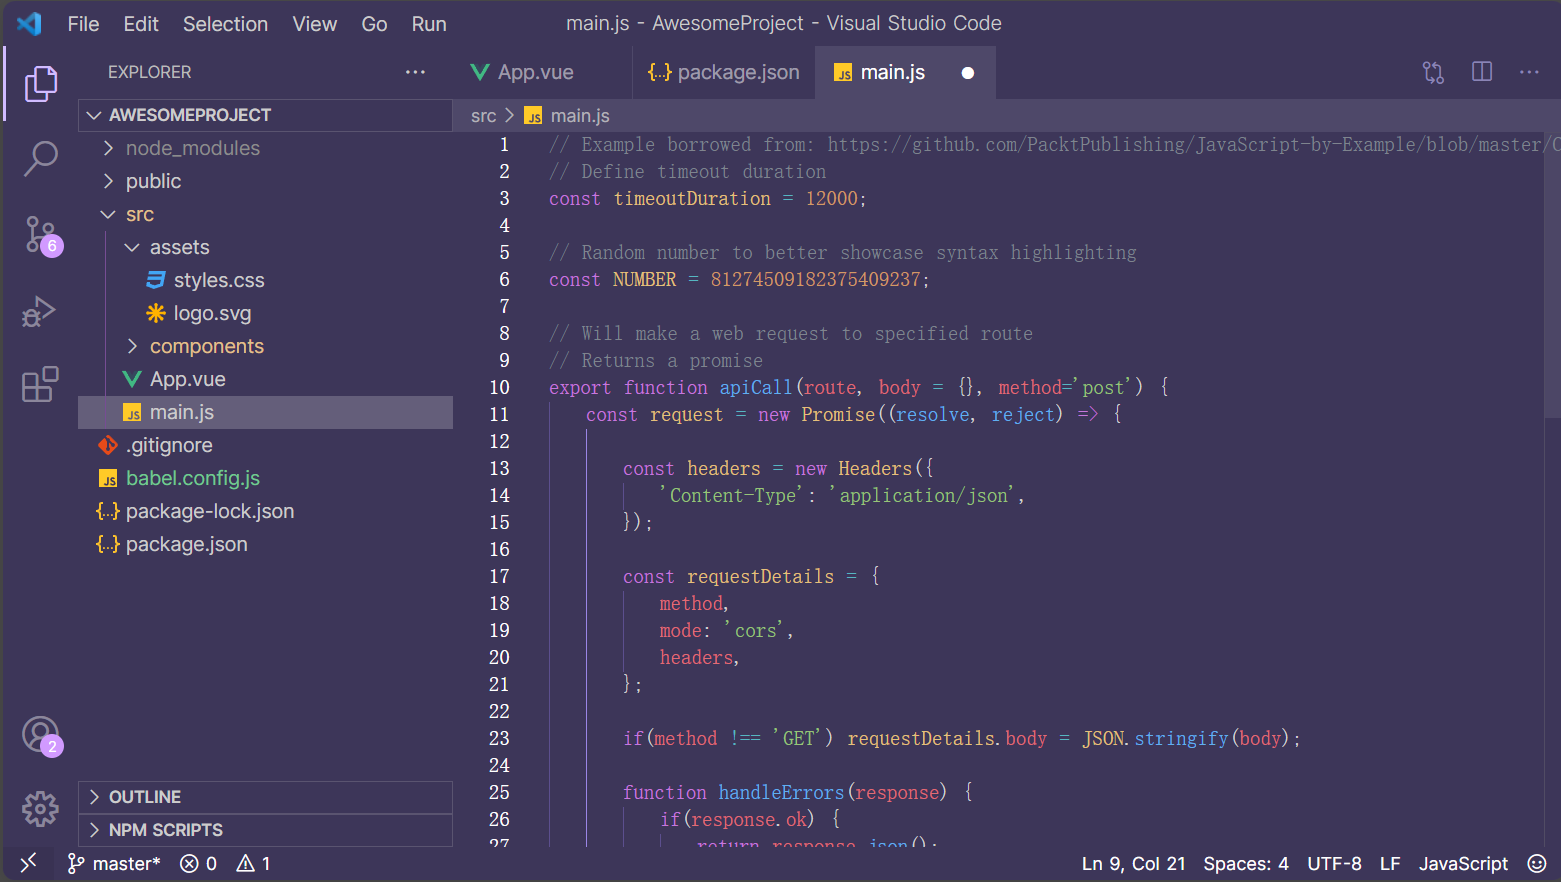 File Edit Selection View Go Run main.js - AwesomeProject - Visual Studio Code
EXPLORER
AWESOMEPROJECT
node_modules
public
src
assets
styles.css
logo.svg
components
App.vue
main.js
.gitignore
babel.config.js
package-lock.json
package.json
OUTLINE
NPM SCRIPTS
6
2
App.vue package.json main.js
src main.js
1 // Example borrowed from: https://github.com/PacktPublishing/JavaScript-by-Example/blob/master/
2 // Define timeout duration
3 const timeoutDuration = 12000;
4
5 // Random number to better showcase syntax highlighting
6 const NUMBER = 81274509182375409237;
7
8 // Will make a web request to specified route
9 // Returns a promise
10 export function apiCall(route, body = {}, method='post') {
11 const request = new Promise((resolve, reject) => {
12
13 const headers = new Headers({
14 'Content-Type': 'application/json',
15 });
16
17 const requestDetails = {
18 method,
19 mode: 'cors',
20 headers,
21 };
22
23 if(method !== 'GET') requestDetails.body = JSON.stringify(body);
24
25 function handleErrors(response) {
26 if(response.ok) {
27 return response.json();
master* 0 1 Ln 9, Col 21 Spaces: 4 UTF-8 LF JavaScript